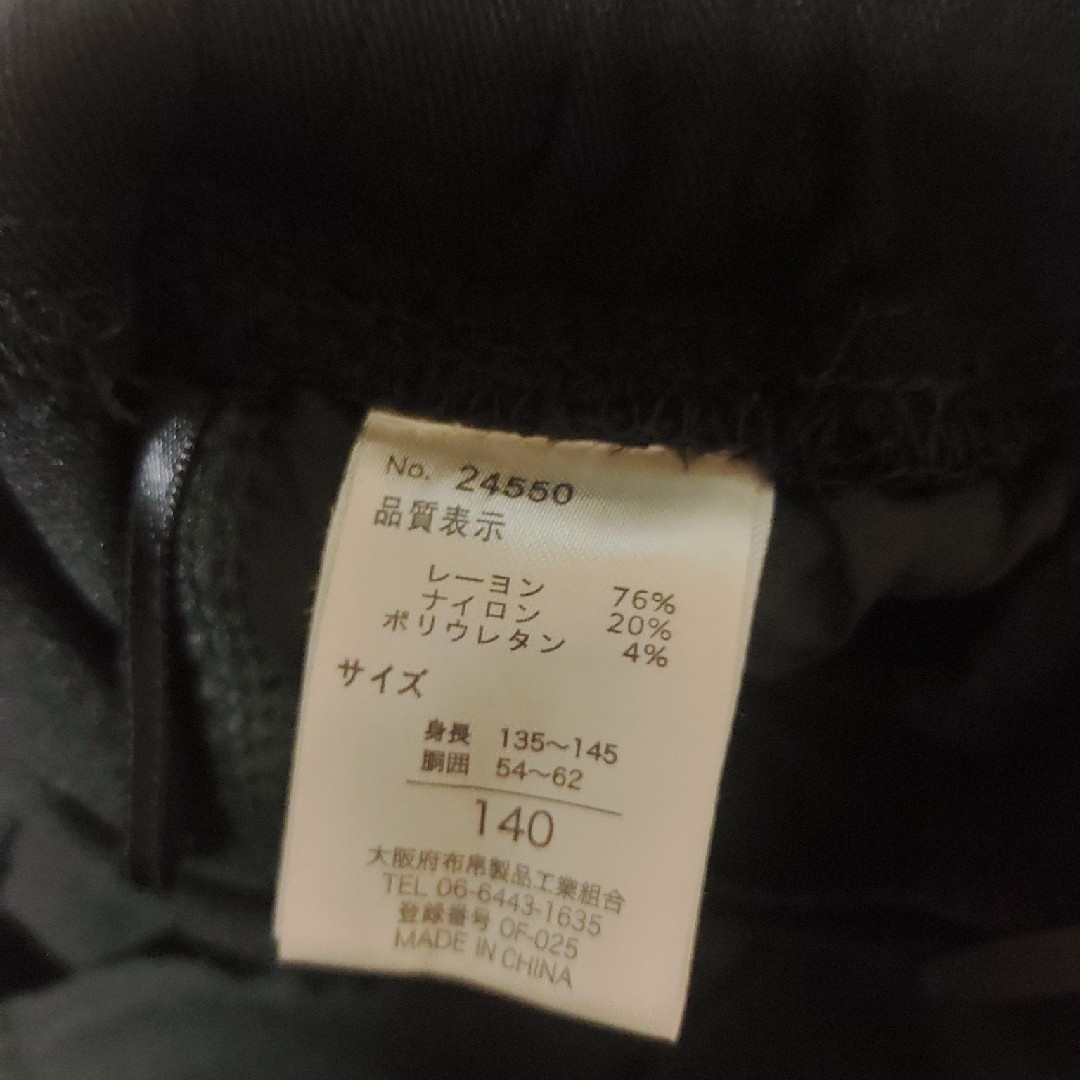 No. 24550
品質表示
レーヨン 76%
ナイロン 20%
ポリウレタン 4%
サイズ
身長 135~145
胴囲 54~62
140
大阪府布帛製品工業組合
TEL 06-6443-1635
登録番号 OF-025
MADE IN CHINA